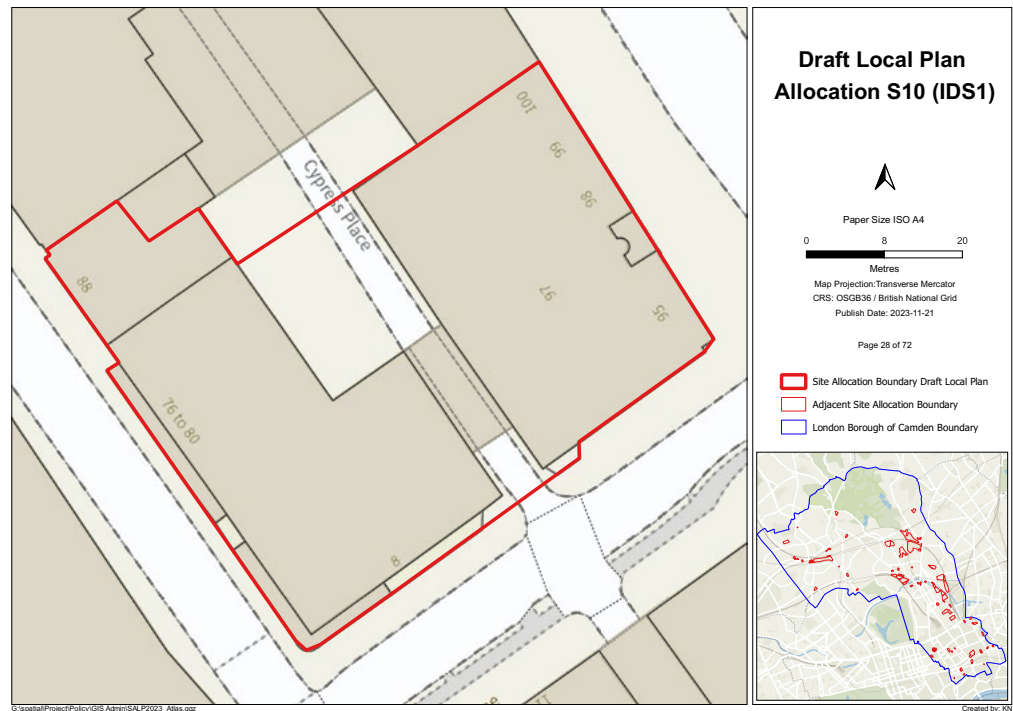 100
99
98
97
95
Cypress Place
88
76 to 80
8
Draft Local Plan
Allocation S10 (IDS1)
Paper Size ISO A4
0 8 20
Metres
Map Projection:Transverse Mercator
CRS: OSGB36 / British National Grid
Publish Date: 2023-11-21
Page 28 of 72
Site Allocation Boundary Draft Local Plan
Adjacent Site Allocation Boundary
London Borough of Camden Boundary
G:\spatial\Project\Policy\GIS Admin\SALP2023_Atlas.qgz
Created by: KN